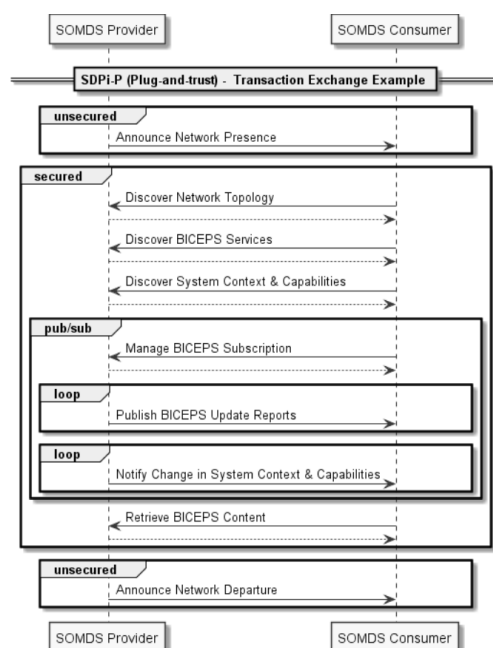 SOMDS Provider
SOMDS Consumer
SDPi-P (Plug-and-trust) - Transaction Exchange Example
unsecured
Announce Network Presence
secured
Discover Network Topology
Discover BICEPS Services
Discover System Context & Capabilities
pub/sub
Manage BICEPS Subscription
loop
Publish BICEPS Update Reports
loop
Notify Change in System Context & Capabilities
Retrieve BICEPS Content
unsecured
Announce Network Departure
SOMDS Provider
SOMDS Consumer